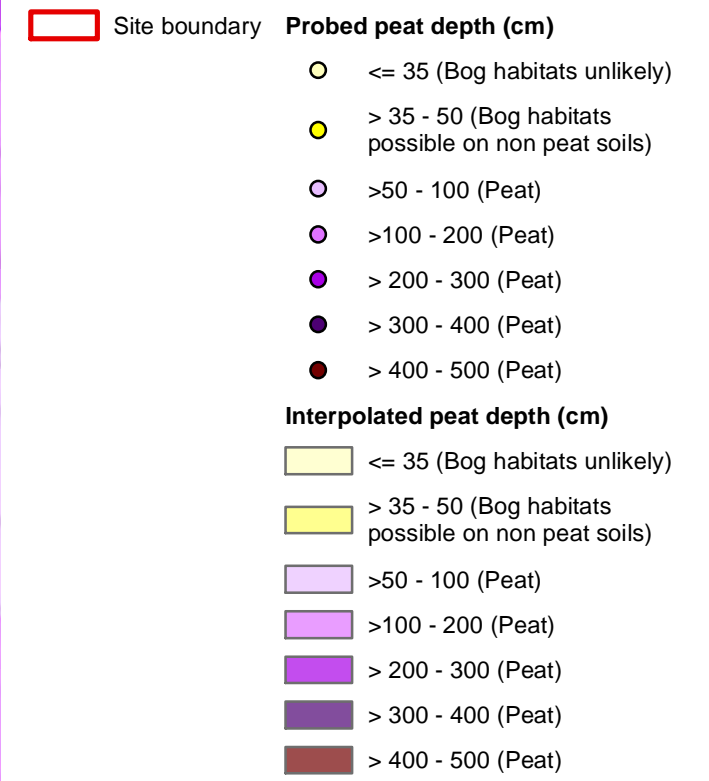 Site boundary
Probed peat depth (cm)
<= 35 (Bog habitats unlikely)
> 35 - 50 (Bog habitats
possible on non peat soils)
>50 - 100 (Peat)
>100 - 200 (Peat)
> 200 - 300 (Peat)
> 300 - 400 (Peat)
> 400 - 500 (Peat)
Interpolated peat depth (cm)
<= 35 (Bog habitats unlikely)
> 35 - 50 (Bog habitats
possible on non peat soils)
>50 - 100 (Peat)
>100 - 200 (Peat)
> 200 - 300 (Peat)
> 300 - 400 (Peat)
> 400 - 500 (Peat)